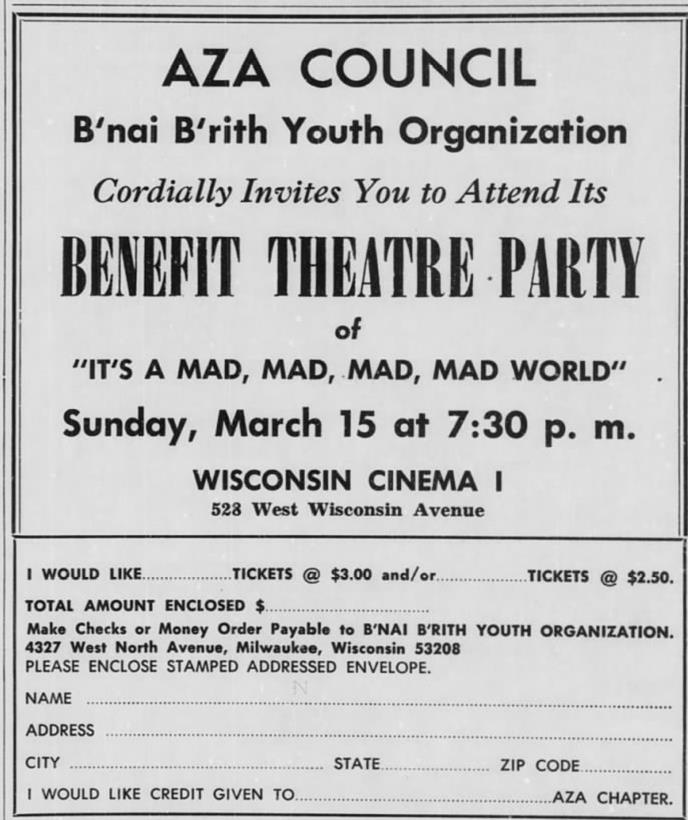 AZA COUNCIL
B'nai B'rith Youth Organization
Cordially Invites You to Attend Its
BENEFIT THEATRE PARTY
of
"IT'S A MAD, MAD, MAD, MAD WORLD"
Sunday, March 15 at 7:30 p. m.
WISCONSIN CINEMA I
528 West Wisconsin Avenue
I WOULD LIKE..................TICKETS @ $3.00 and/or..................TICKETS @ $2.50.
TOTAL AMOUNT ENCLOSED $..................................
Make Checks or Money Order Payable to B'NAI B'RITH YOUTH ORGANIZATION.
4327 West North Avenue, Milwaukee, Wisconsin 53208
PLEASE ENCLOSE STAMPED ADDRESSED ENVELOPE.
NAME ..................................................
ADDRESS ..................................................
CITY .................................................. STATE.................. ZIP CODE..................
I WOULD LIKE CREDIT GIVEN TO..................................................AZA CHAPTER.